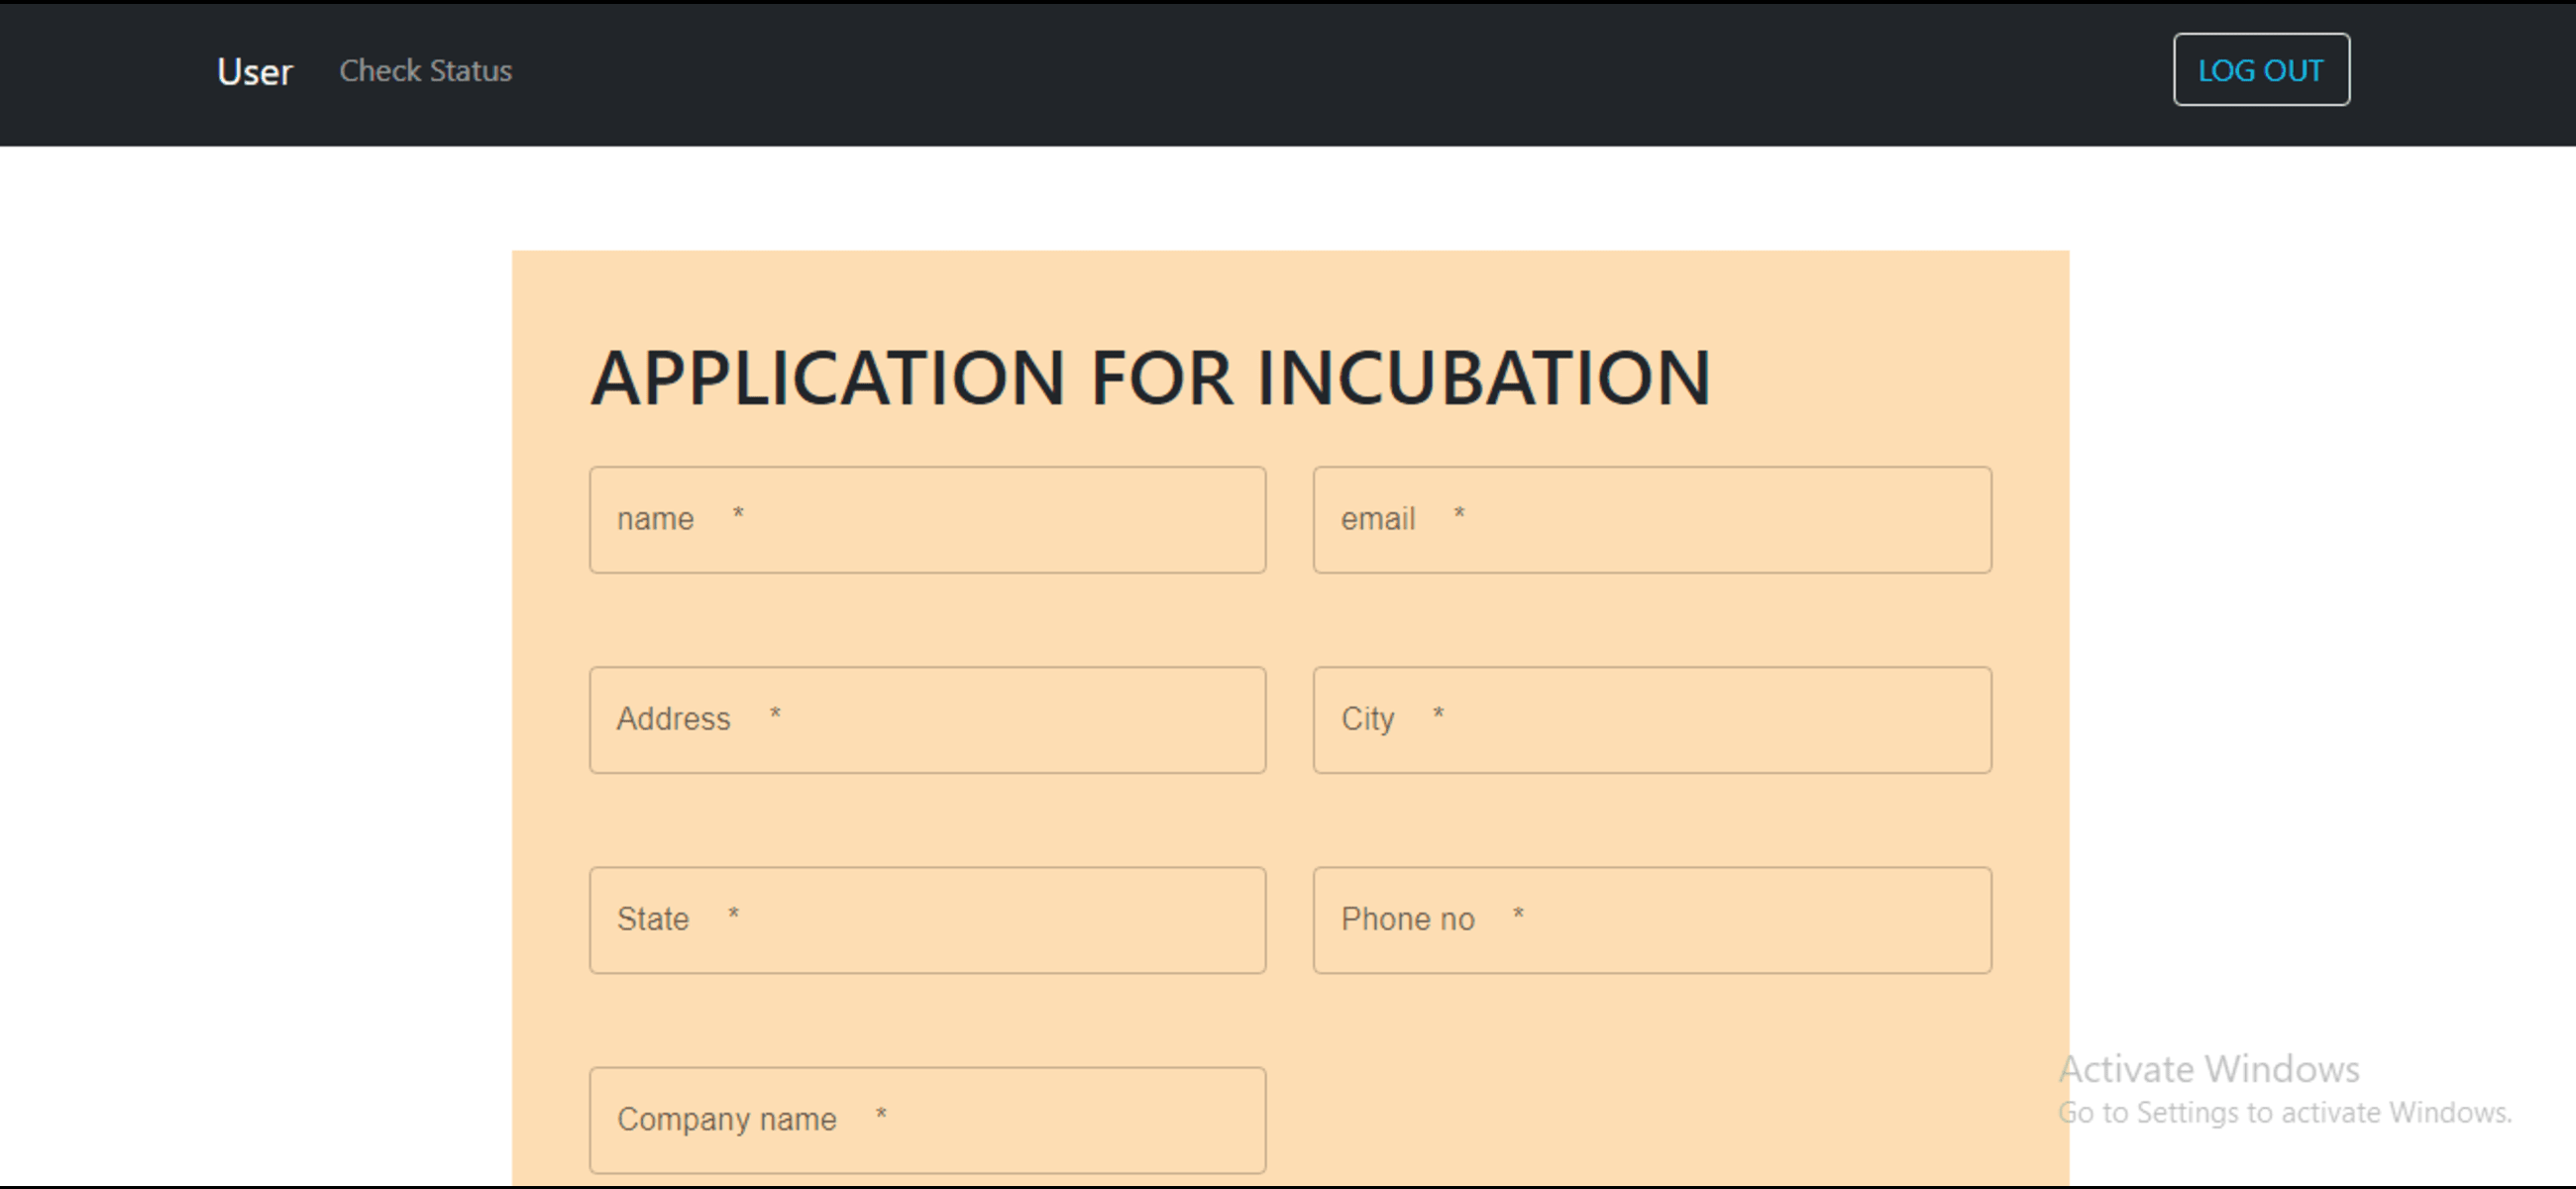 User Check Status LOG OUT
APPLICATION FOR INCUBATION
name * email *
Address * City *
State * Phone no *
Company name *
Activate Windows
Go to Settings to activate Windows.